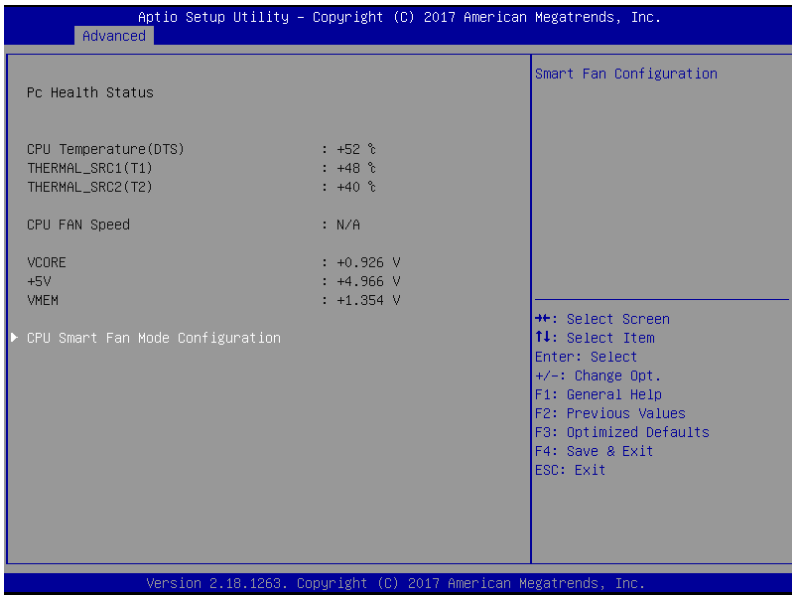 Aptio Setup Utility – Copyright (C) 2017 American Megatrends, Inc.
Advanced
Pc Health Status
CPU Temperature(DTS) : +52 ℃
THERMAL_SRC1(T1) : +48 ℃
THERMAL_SRC2(T2) : +40 ℃
CPU FAN Speed : N/A
VCORE : +0.926 V
+5V : +4.966 V
VMEM : +1.354 V
▶ CPU Smart Fan Mode Configuration
Smart Fan Configuration
→←: Select Screen
↑↓: Select Item
Enter: Select
+/-: Change Opt.
F1: General Help
F2: Previous Values
F3: Optimized Defaults
F4: Save & Exit
ESC: Exit
Version 2.18.1263. Copyright (C) 2017 American Megatrends, Inc.